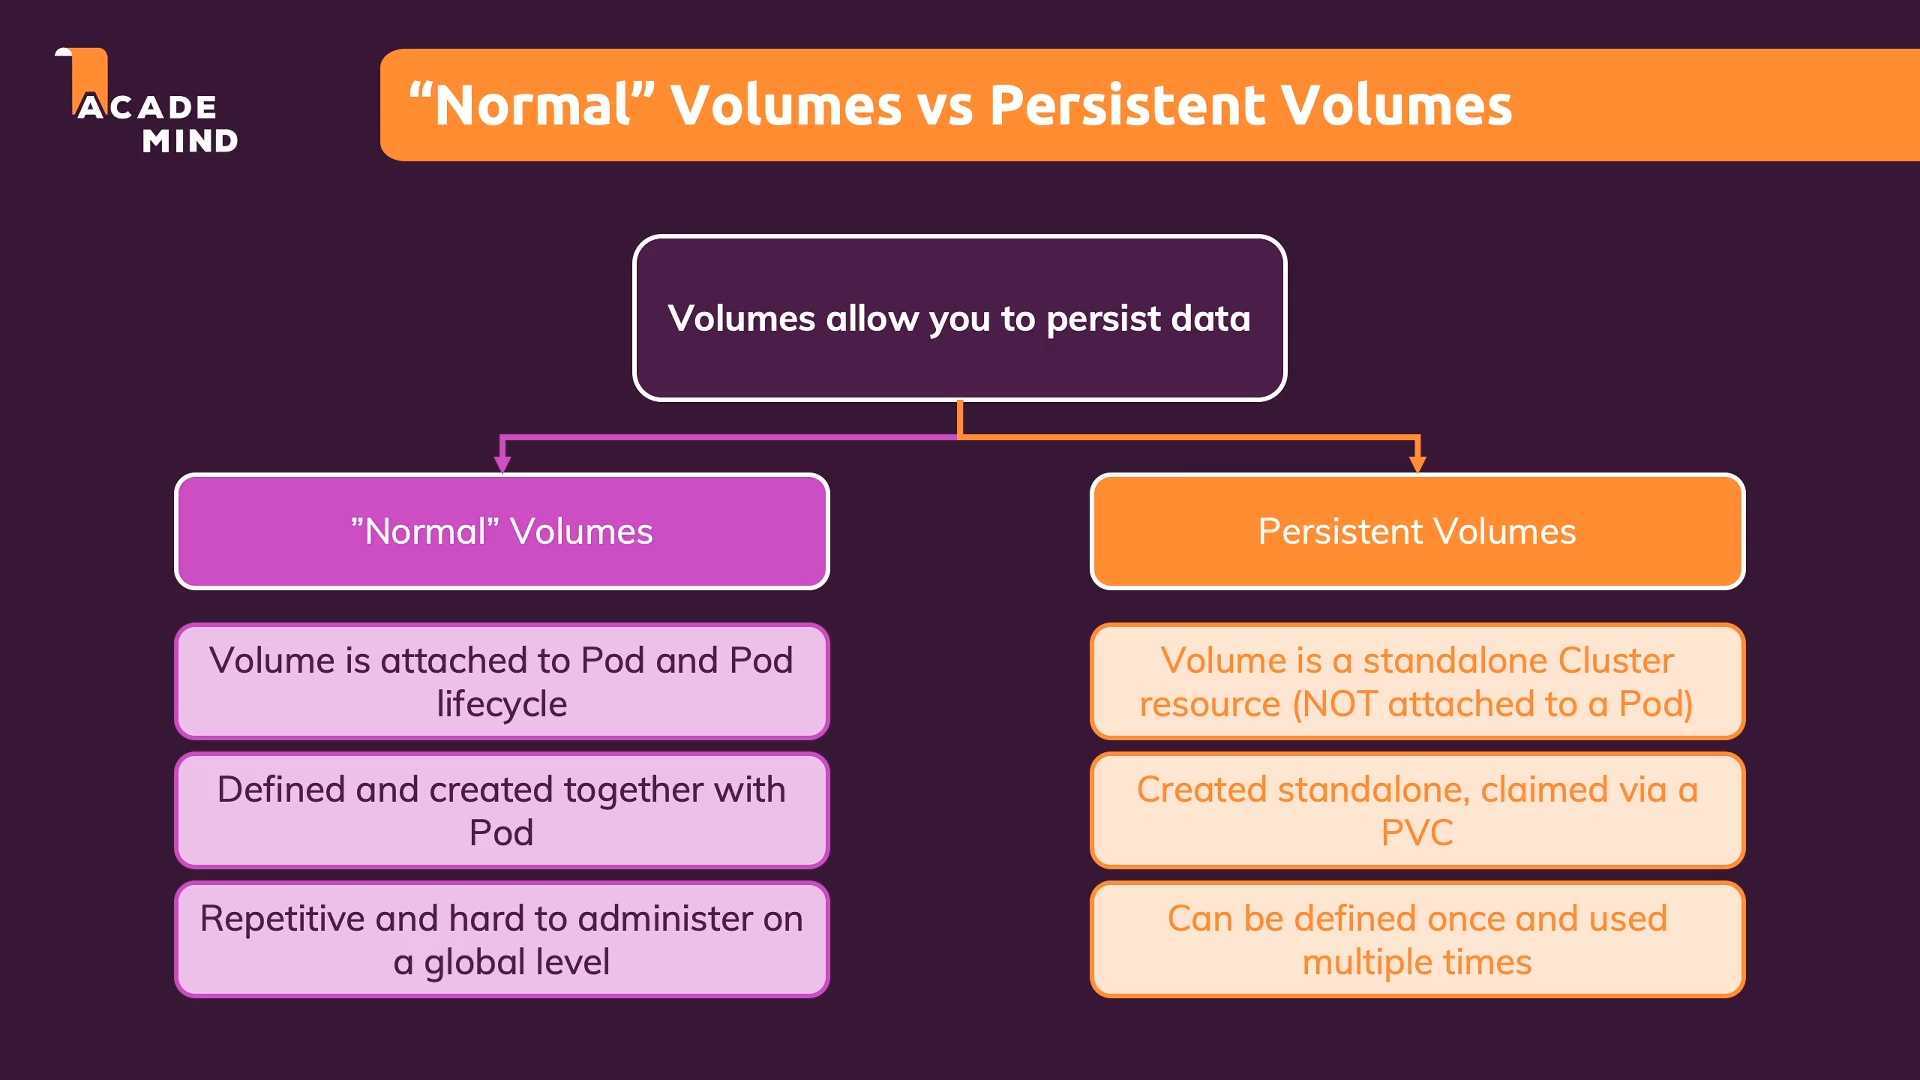 ACADE
MIND
“Normal” Volumes vs Persistent Volumes
Volumes allow you to persist data
”Normal” Volumes
Volume is attached to Pod and Pod
lifecycle
Defined and created together with
Pod
Repetitive and hard to administer on
a global level
Persistent Volumes
Volume is a standalone Cluster
resource (NOT attached to a Pod)
Created standalone, claimed via a
PVC
Can be defined once and used
multiple times